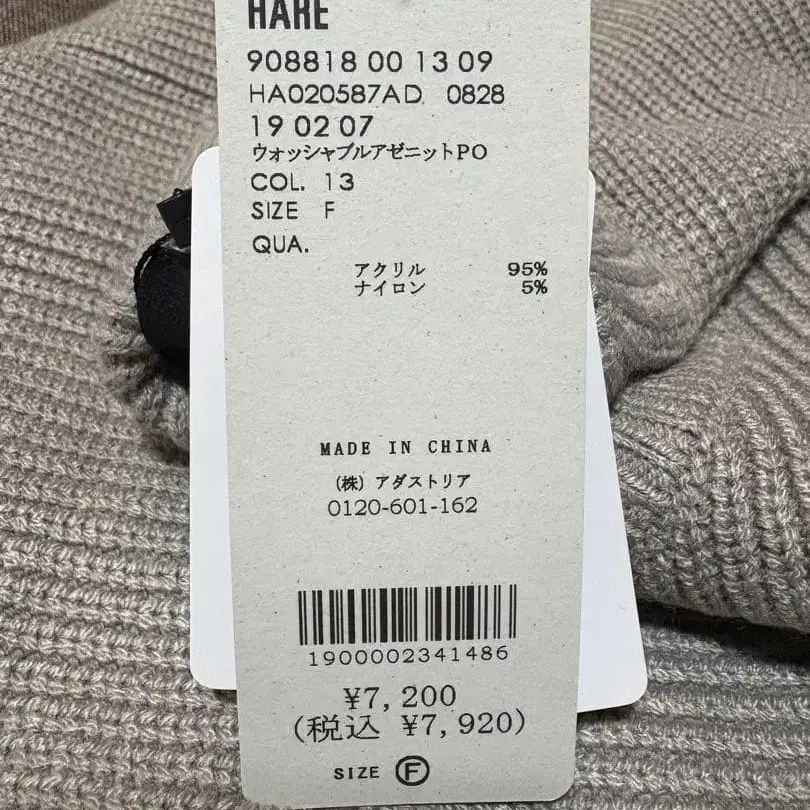 HARE
908818 00 13 09
HA020587AD 0828
19 02 07
ウォッシャブルアゼニットPO
COL. 13
SIZE F
QUA.
アクリル 95%
ナイロン 5%
MADE IN CHINA
(株) アダストリア
0120-601-162
1900002341486
¥7,200
(税込 ¥7,920)
SIZE Ⓕ